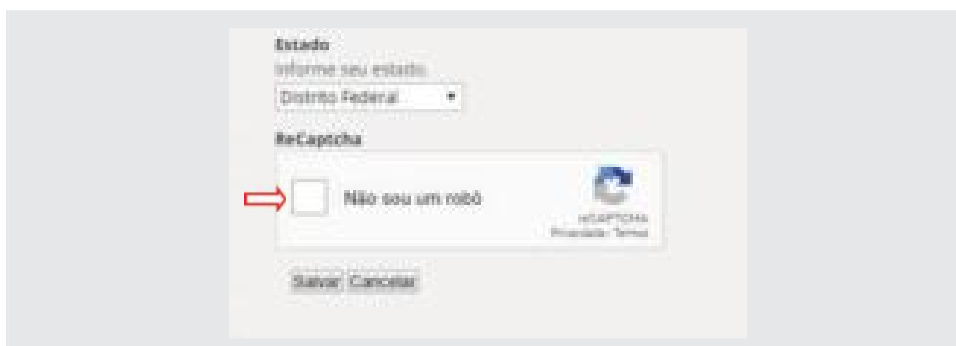 Estado
Informe seu estado.
Distrito Federal
ReCaptcha
Não sou um robô
reCAPTCHA
Privacidade - Termos
Salvar Cancelar